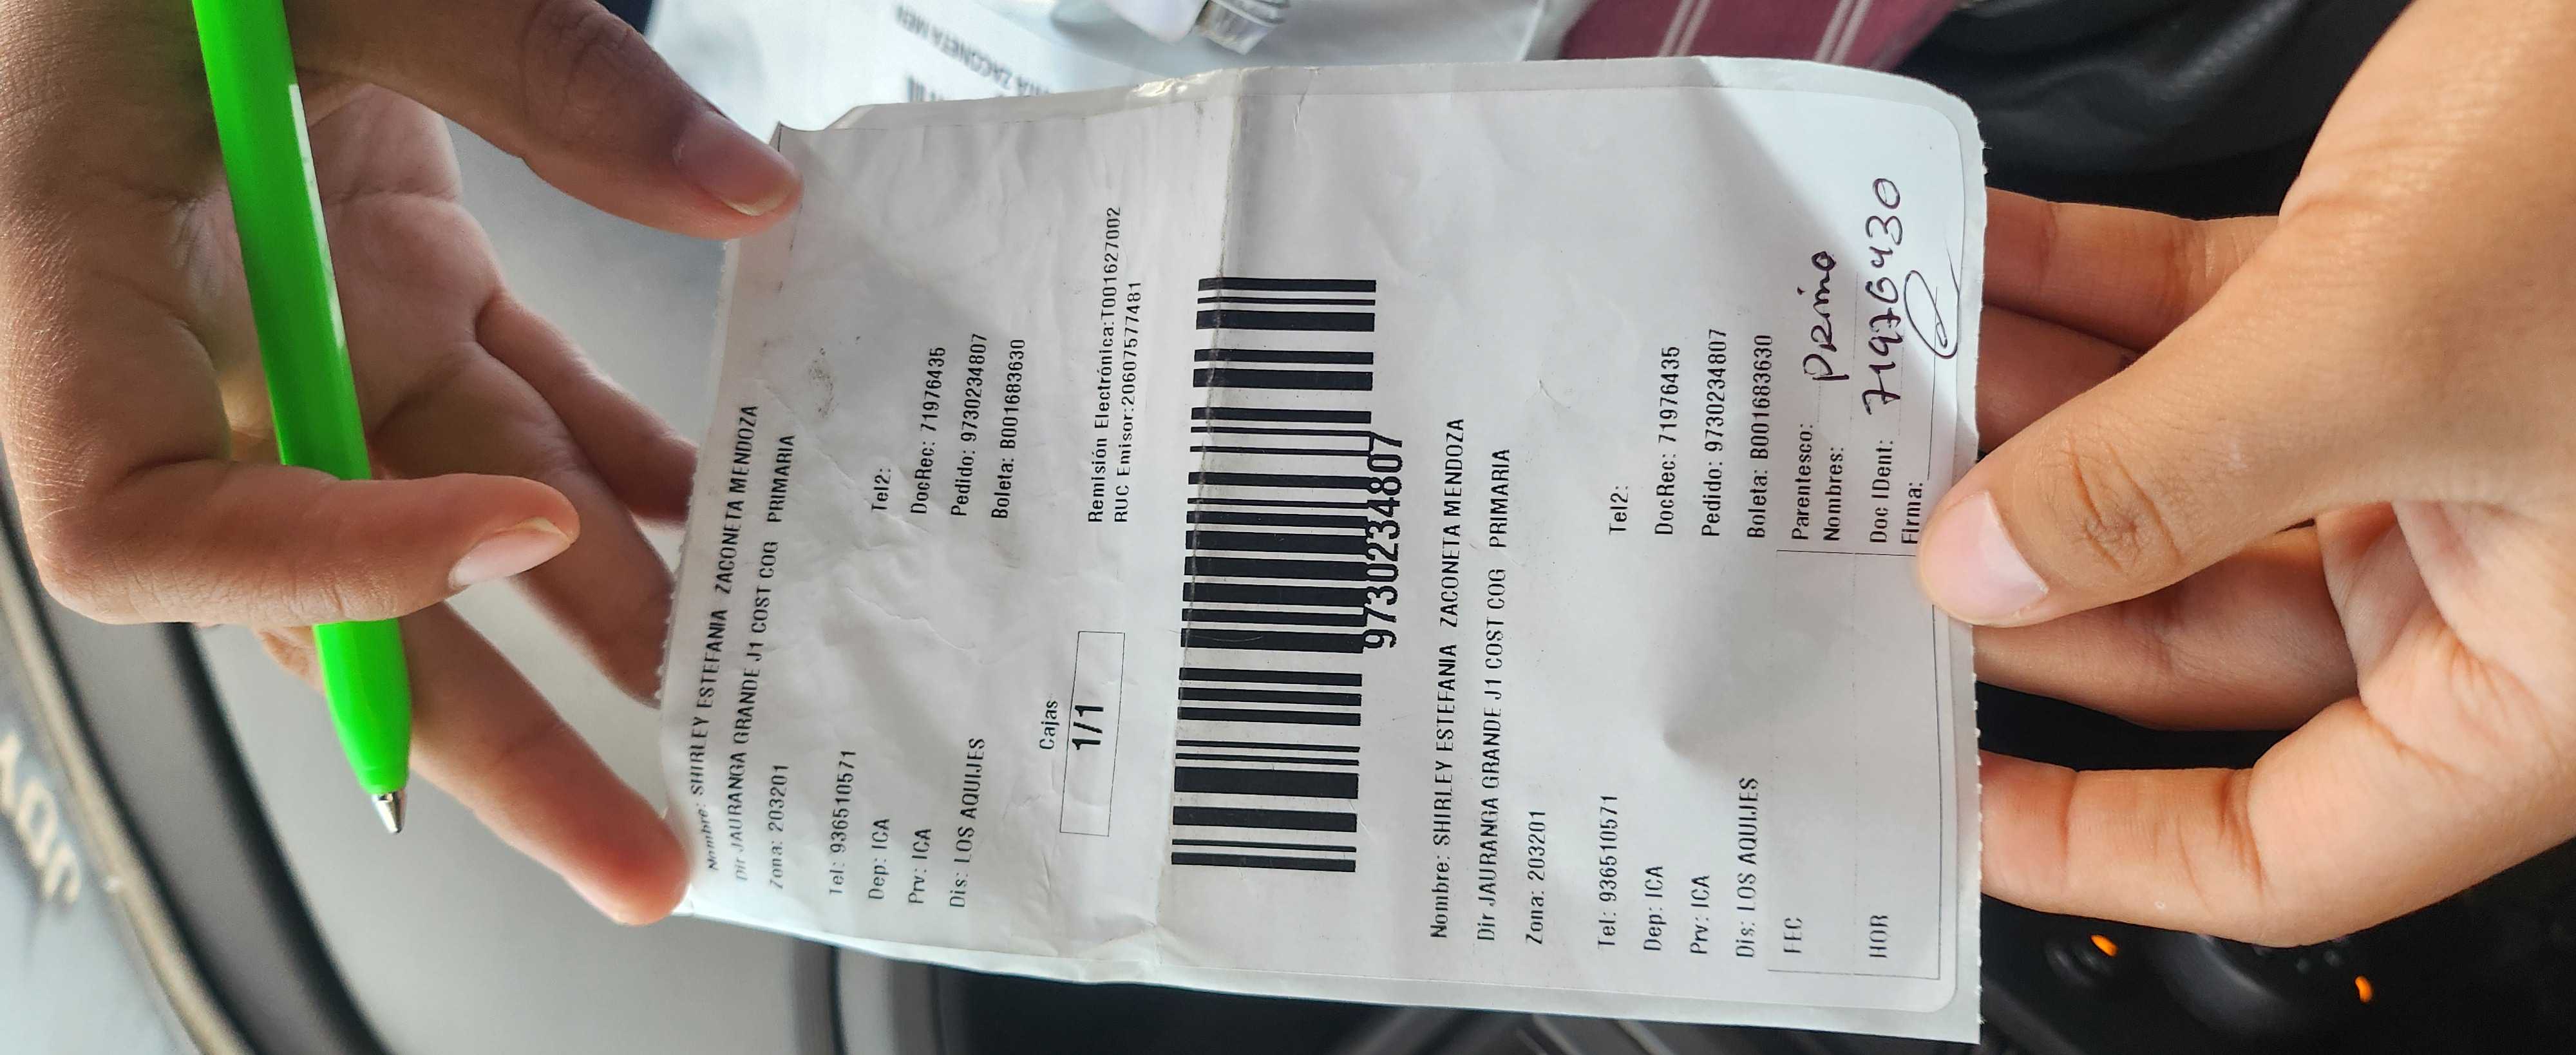 Nombre: SHIRLEY ESTEFANIA ZACONETA MENDOZA
Dir JAURANGA GRANDE J1 COST COG PRIMARIA
Zona: 203201
Tel: 936510571 Tel2:
Dep: ICA DocRec: 71976435
Prv: ICA Pedido: 9730234807
Dis: LOS AQUIJES Boleta: B001683630
Cajas
1/1
Remisión Electrónica:T001627002
RUC Emisor:20607577481
9730234807
Nombre: SHIRLEY ESTEFANIA ZACONETA MENDOZA
Dir JAURANGA GRANDE J1 COST COG PRIMARIA
Zona: 203201
Tel: 936510571 Tel2:
Dep: ICA DocRec: 71976435
Prv: ICA Pedido: 9730234807
Dis: LOS AQUIJES Boleta: B001683630
FEC Parentesco: Primo
Nombres:
HOR Doc IDent: 71976430
Firma:
ZACONETA MEN